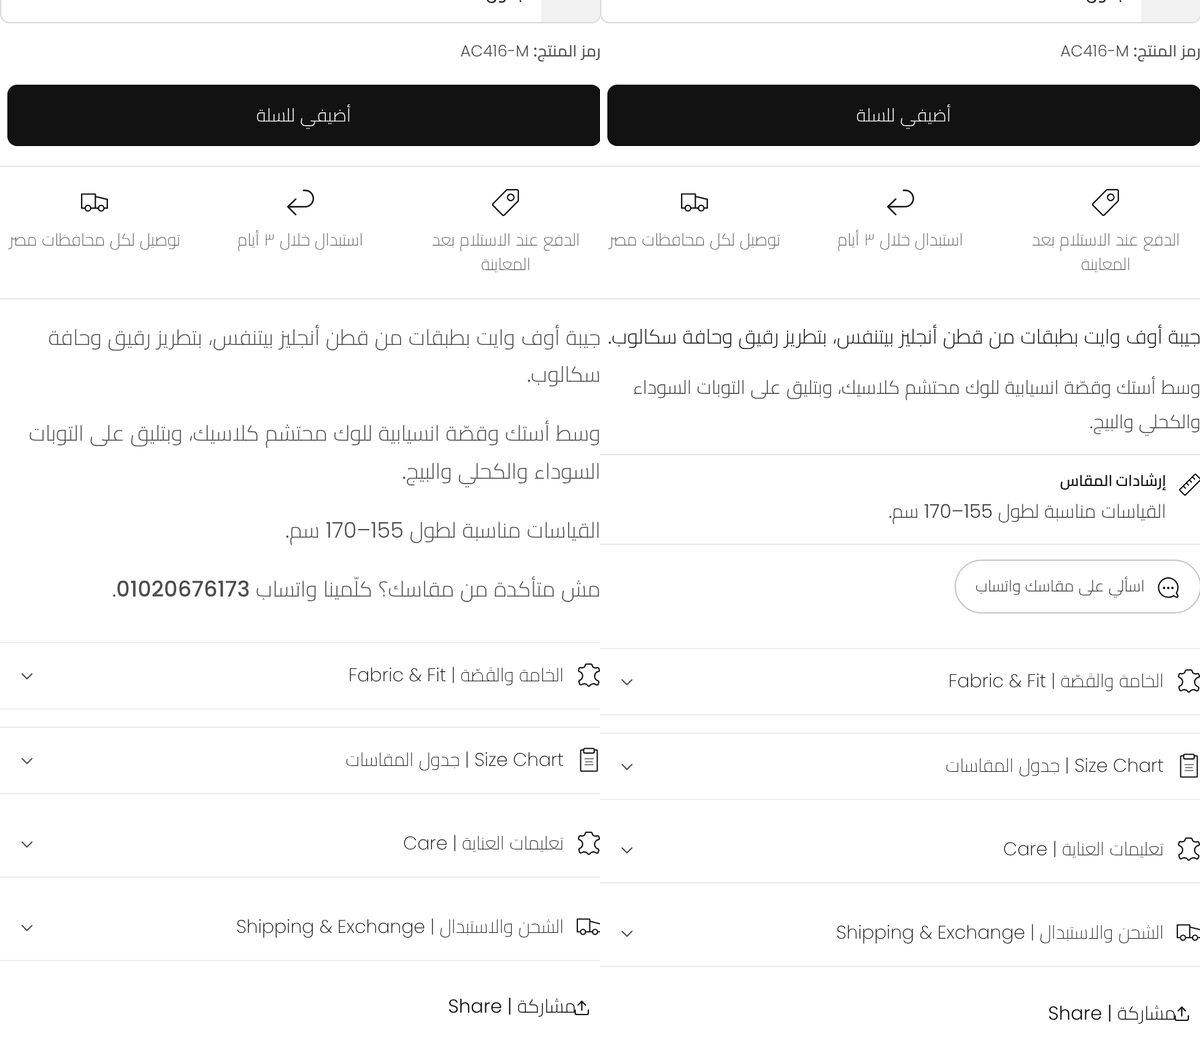 رمز المنتج: AC416-M
أضيفي للسلة
الدفع عند الاستلام بعد المعاينة
استبدال خلال ٣ أيام
توصيل لكل محافظات مصر
جيبة أوف وايت بطبقات من قطن أنجليز بيتنفس، بتطريز رقيق وحافة سكالوب.
وسط أستك وقصّة انسيابية للوك محتشم كلاسيك، وبتليق على التوبات السوداء
والكحلي والبيج.
إرشادات المقاس
القياسات مناسبة لطول 155–170 سم.
اسألي على مقاسك واتساب
الخامة والقصّة | Fabric & Fit
Size Chart | جدول المقاسات
تعليمات العناية | Care
الشحن والاستبدال | Shipping & Exchange
مشاركة | Share
رمز المنتج: AC416-M
أضيفي للسلة
الدفع عند الاستلام بعد المعاينة
استبدال خلال ٣ أيام
توصيل لكل محافظات مصر
جيبة أوف وايت بطبقات من قطن أنجليز بيتنفس، بتطريز رقيق وحافة
سكالوب.
وسط أستك وقصّة انسيابية للوك محتشم كلاسيك، وبتليق على التوبات
السوداء والكحلي والبيج.
القياسات مناسبة لطول 155–170 سم.
مش متأكدة من مقاسك؟ كلّمينا واتساب 01020676173.
الخامة والقصّة | Fabric & Fit
Size Chart | جدول المقاسات
تعليمات العناية | Care
الشحن والاستبدال | Shipping & Exchange
مشاركة | Share